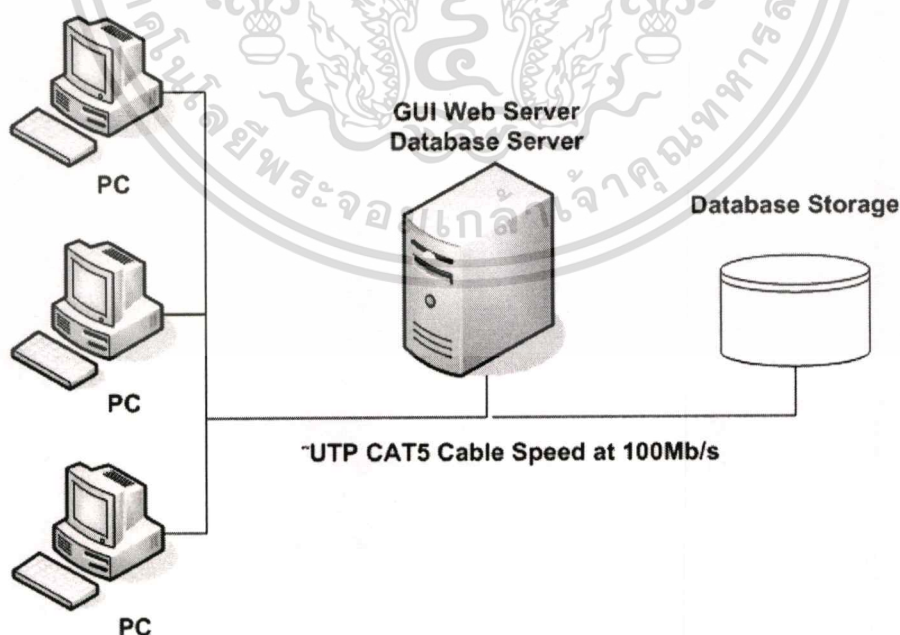 PC
GUI Web Server
Database Server
Database Storage
PC
~UTP CAT5 Cable Speed at 100Mb/s
PC